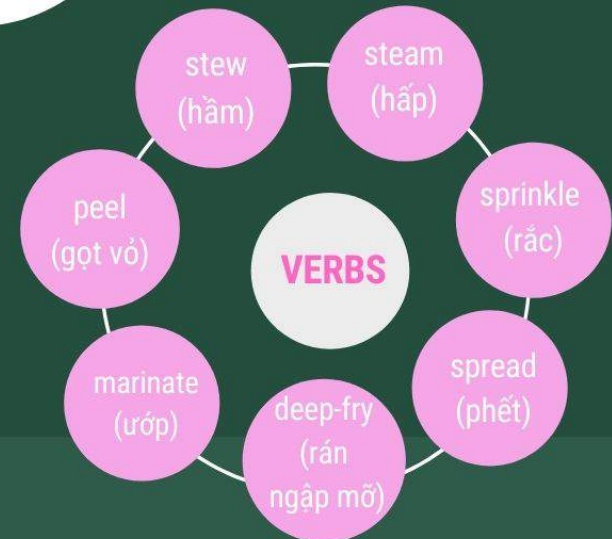 stew
(hầm)
steam
(hấp)
peel
(gọt vỏ)
sprinkle
(rắc)
VERBS
marinate
(ướp)
spread
(phết)
deep-fry
(rán
ngập mỡ)